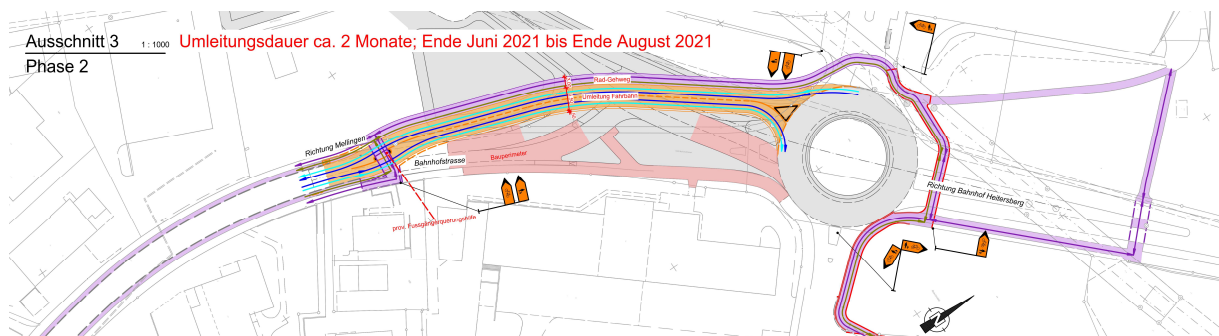 Ausschnitt 3 1 : 1000 Umleitungsdauer ca. 2 Monate; Ende Juni 2021 bis Ende August 2021
Phase 2
Rad-Gehweg
Umleitung Fahrbahn
Richtung Mellingen
Bahnhofstrasse
Bauperimeter
Richtung Bahnhof Heitersberg
prov. Fussgängerquerungshilfe